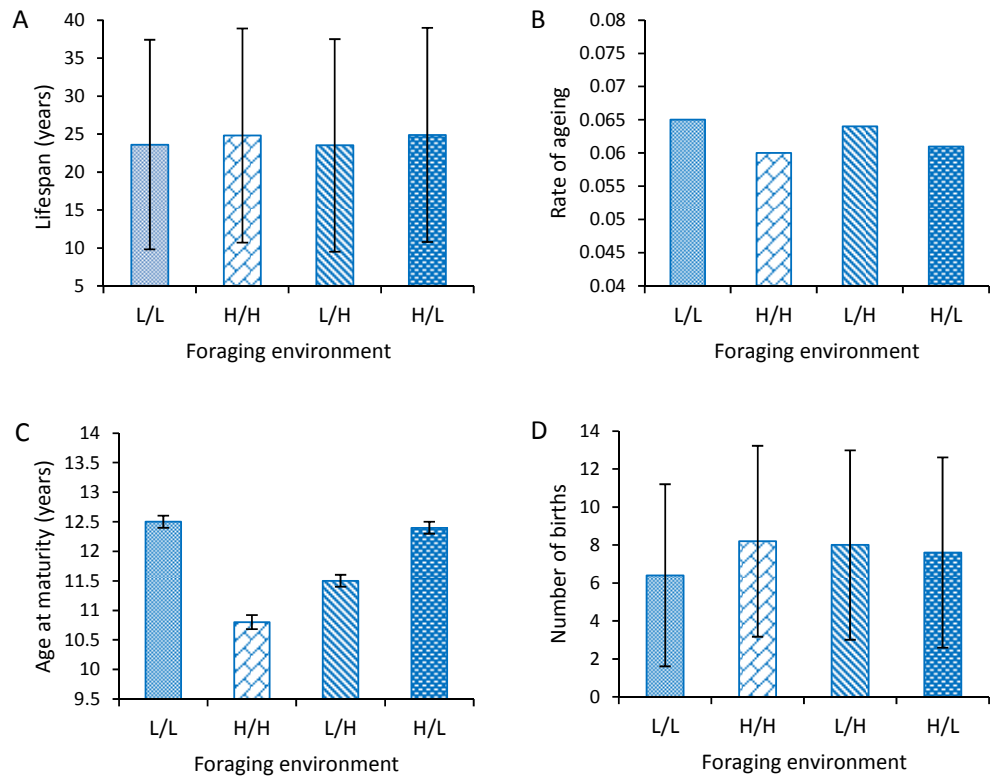 A
Lifespan (years)
40
35
30
25
20
15
10
5
L/L H/H L/H H/L
Foraging environment
B
Rate of ageing
0.08
0.075
0.07
0.065
0.06
0.055
0.05
0.045
0.04
L/L H/H L/H H/L
Foraging environment
C
Age at maturity (years)
14
13.5
13
12.5
12
11.5
11
10.5
10
9.5
L/L H/H L/H H/L
Foraging environment
D
Number of births
14
12
10
8
6
4
2
0
L/L H/H L/H H/L
Foraging environment